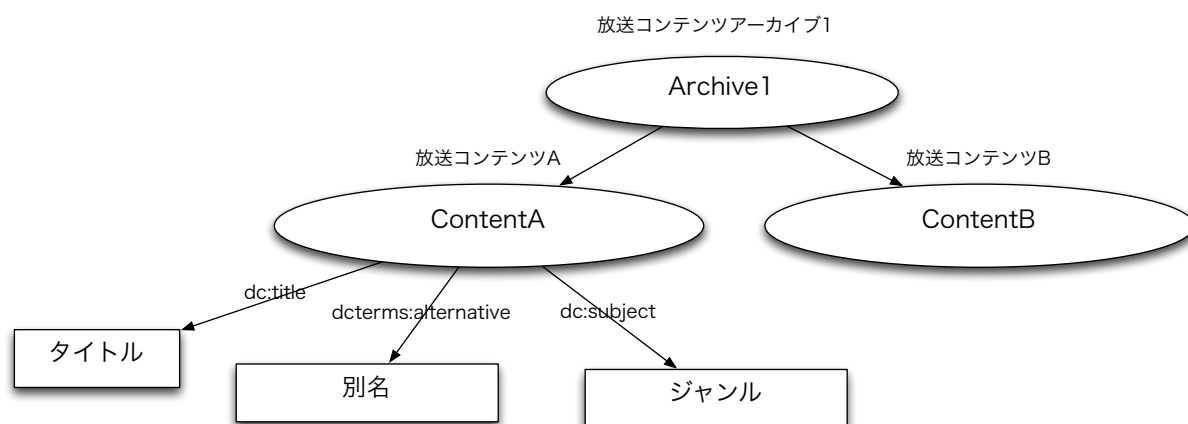 放送コンテンツアーカイブ1
Archive1
放送コンテンツA
放送コンテンツB
ContentA
ContentB
dc:title
dcterms:alternative
dc:subject
タイトル
別名
ジャンル